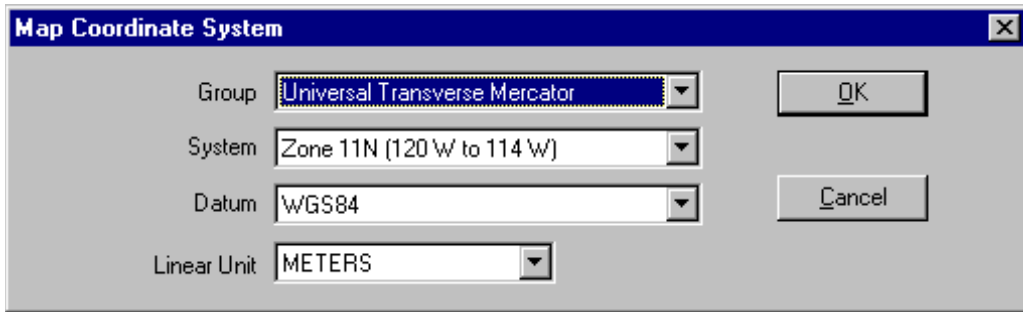 Map Coordinate System
Group Universal Transverse Mercator OK
System Zone 11N (120 W to 114 W)
Datum WGS84 Cancel
Linear Unit METERS